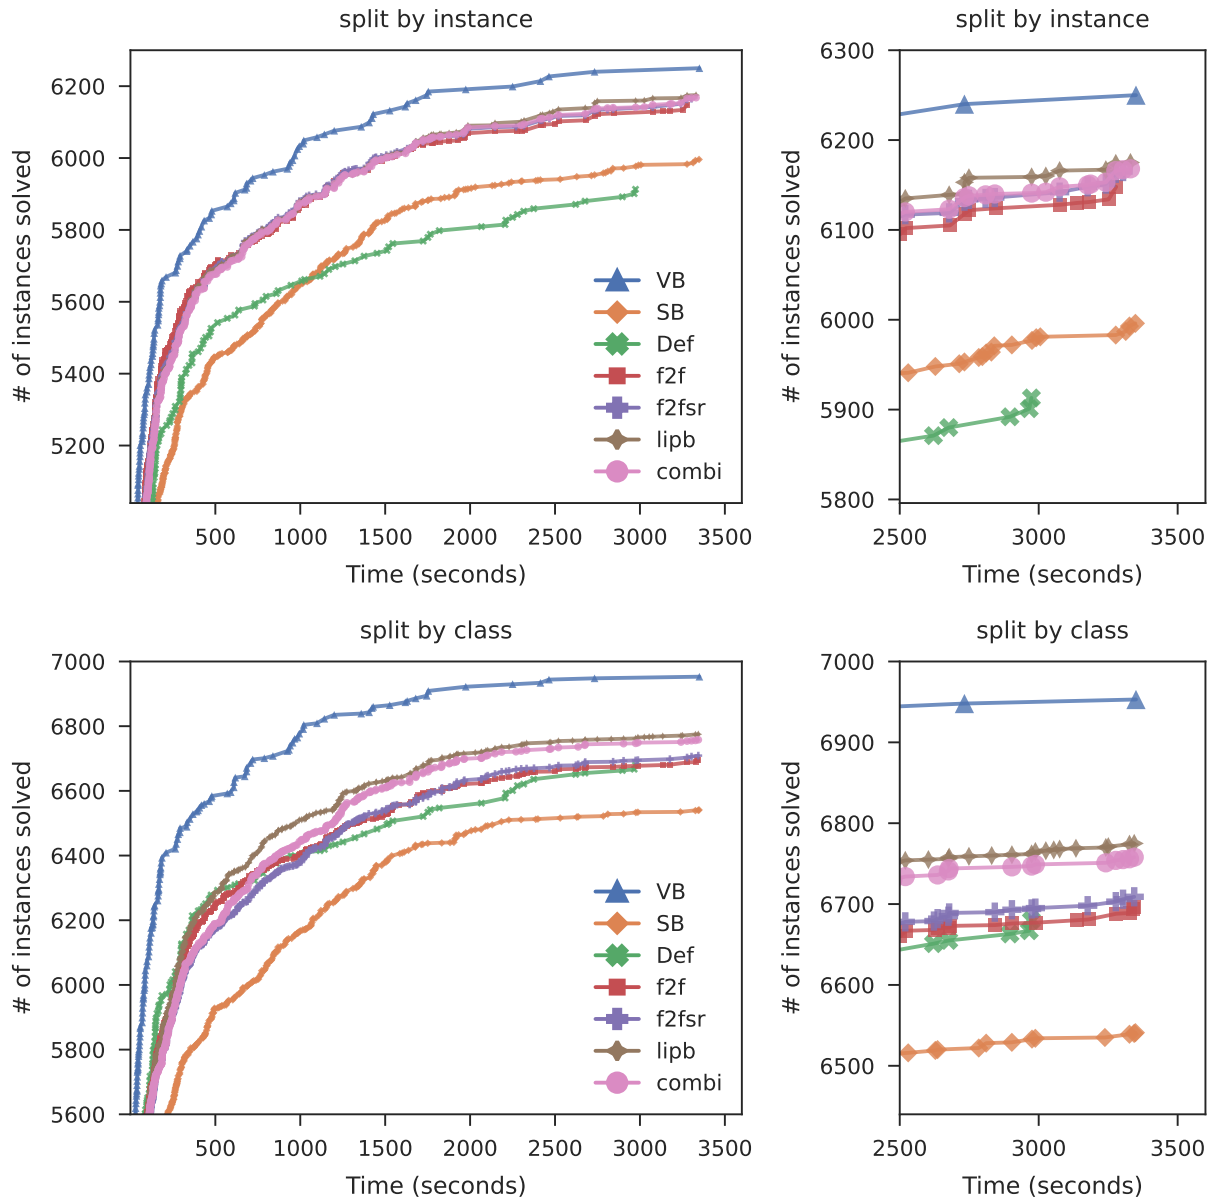 split by instance
# of instances solved
6200
6000
5800
5600
5400
5200
VB
SB
Def
f2f
f2fsr
lipb
combi
500 1000 1500 2000 2500 3000 3500
Time (seconds)
split by instance
# of instances solved
6300
6200
6100
6000
5900
5800
2500 3000 3500
Time (seconds)
split by class
# of instances solved
7000
6800
6600
6400
6200
6000
5800
5600
VB
SB
Def
f2f
f2fsr
lipb
combi
500 1000 1500 2000 2500 3000 3500
Time (seconds)
split by class
# of instances solved
7000
6900
6800
6700
6600
6500
2500 3000 3500
Time (seconds)